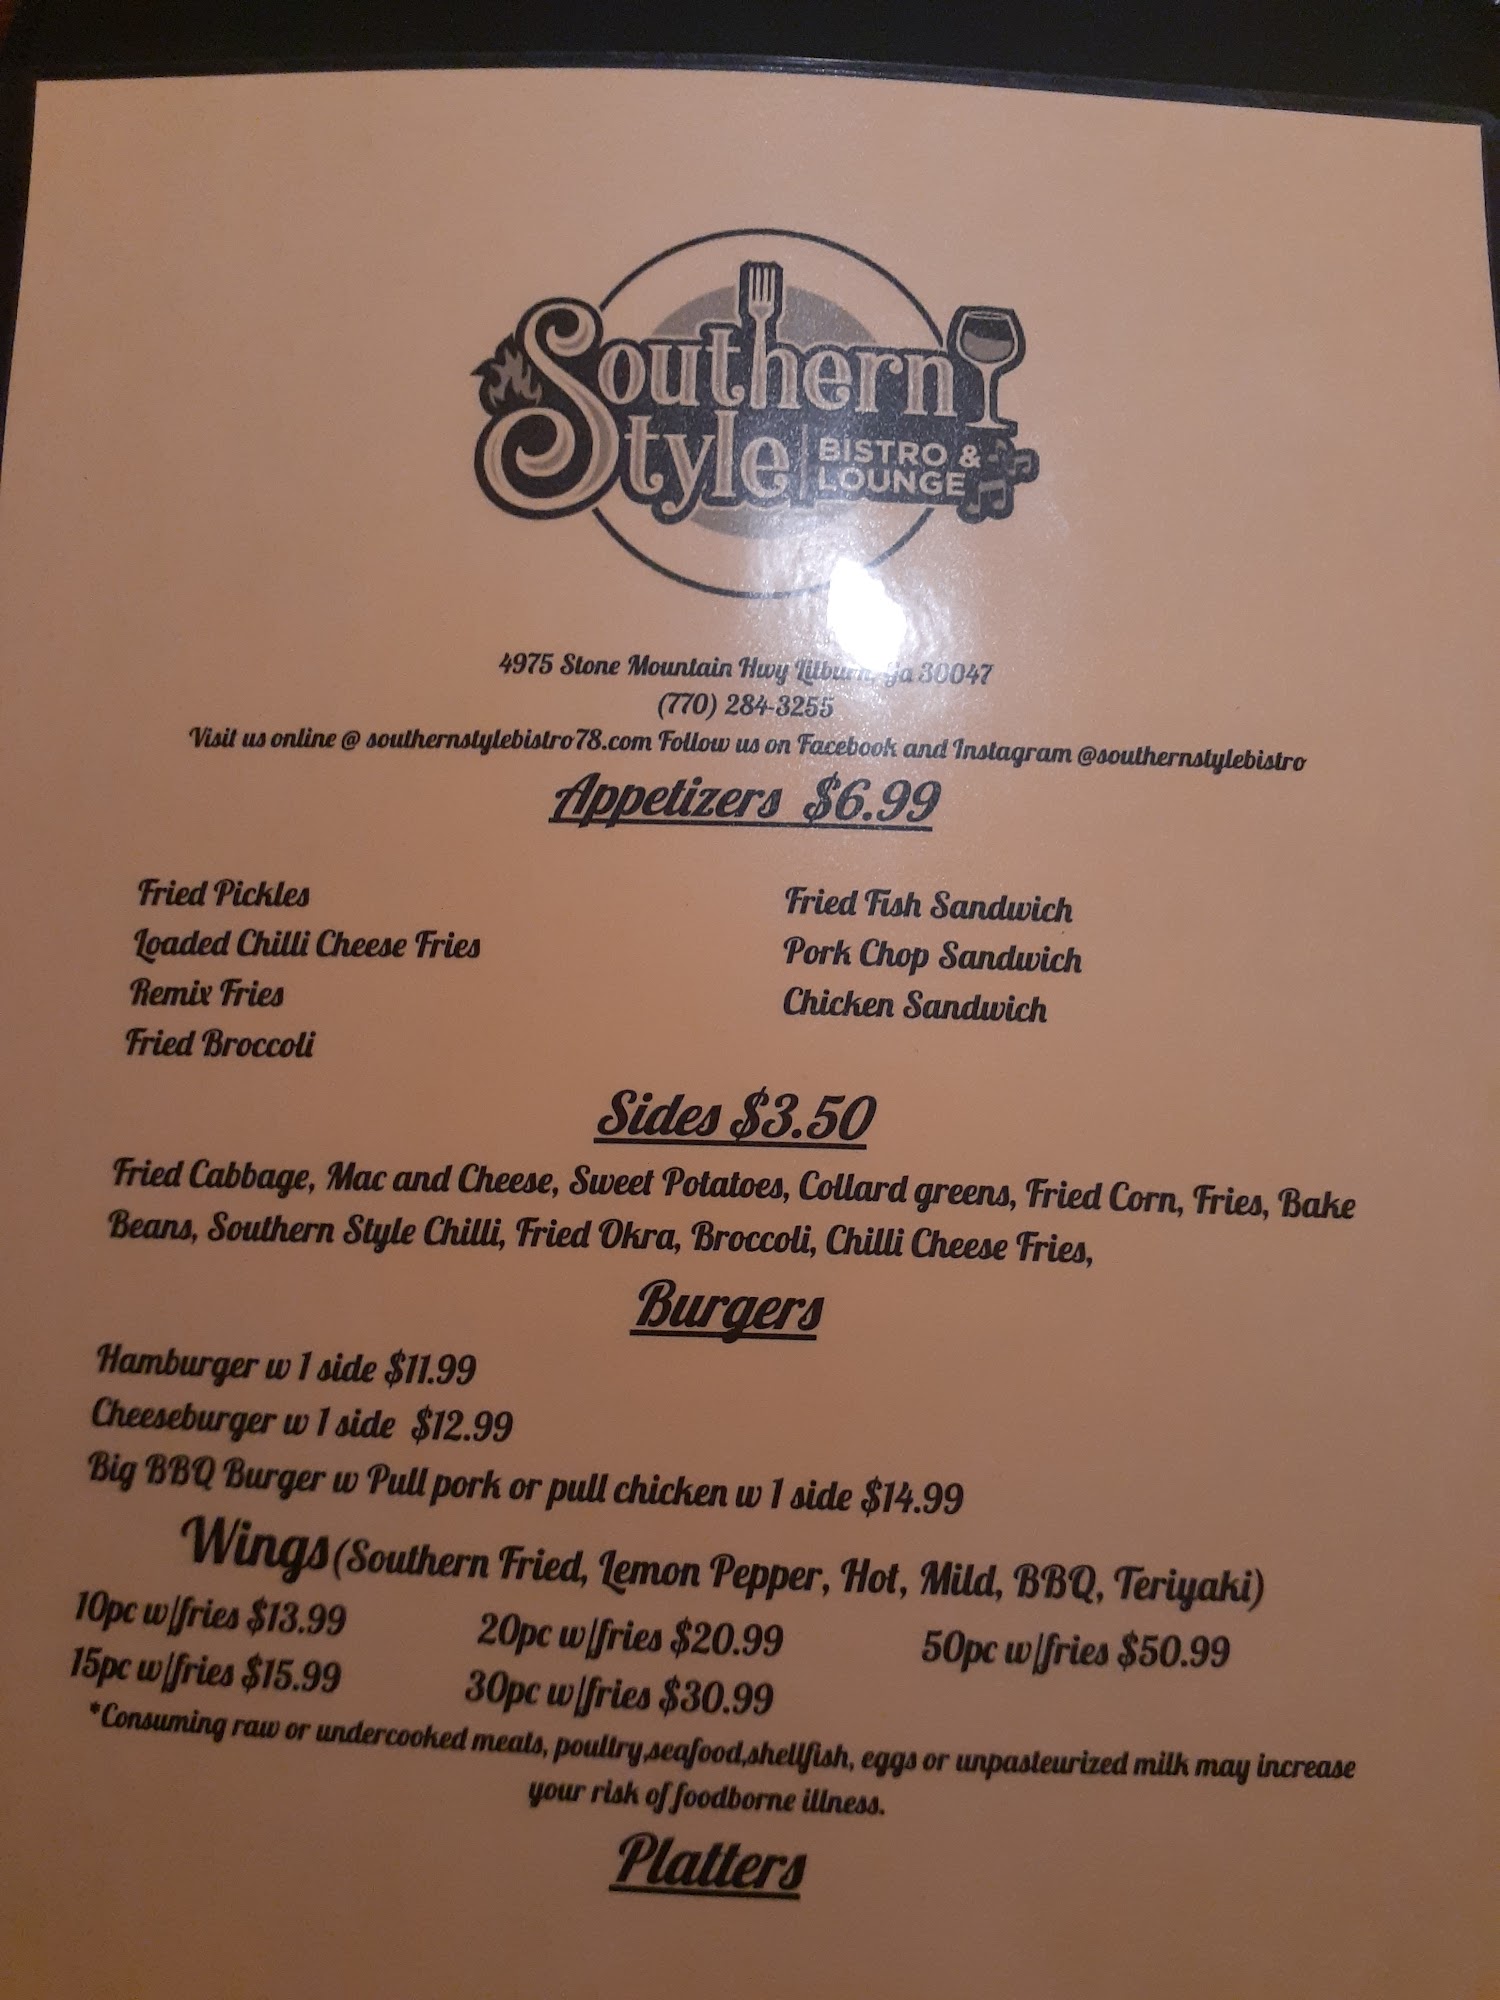 Southern
Style
BISTRO &
LOUNGE
4975 Stone Mountain Hwy Lilburn, Ga 30047
(770) 284-3255
Visit us online @ southernstylebistro78.com Follow us on Facebook and Instagram @southernstylebistro
Appetizers $6.99
Fried Pickles
Loaded Chilli Cheese Fries
Remix Fries
Fried Broccoli
Fried Fish Sandwich
Pork Chop Sandwich
Chicken Sandwich
Sides $3.50
Fried Cabbage, Mac and Cheese, Sweet Potatoes, Collard greens, Fried Corn, Fries, Bake
Beans, Southern Style Chilli, Fried Okra, Broccoli, Chilli Cheese Fries,
Burgers
Hamburger w 1 side $11.99
Cheeseburger w 1 side $12.99
Big BBQ Burger w Pull pork or pull chicken w 1 side $14.99
Wings(Southern Fried, Lemon Pepper, Hot, Mild, BBQ, Teriyaki)
10pc w/fries $13.99 20pc w/fries $20.99 50pc w/fries $50.99
15pc w/fries $15.99 30pc w/fries $30.99
*Consuming raw or undercooked meats, poultry,seafood,shellfish, eggs or unpasteurized milk may increase
your risk of foodborne illness.
Platters